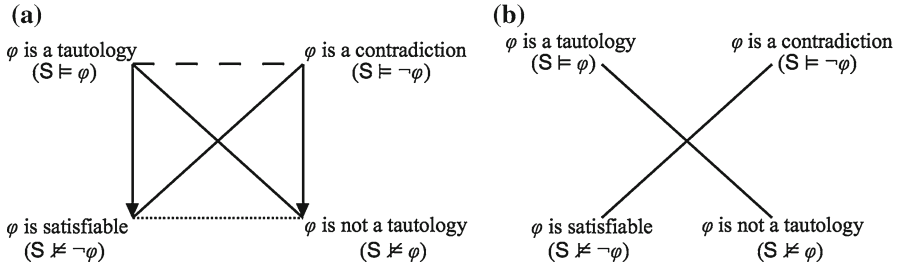 (a)
φ is a tautology
(S ⊨ φ)
φ is a contradiction
(S ⊨ ¬φ)
φ is satisfiable
(S ⊭ ¬φ)
φ is not a tautology
(S ⊭ φ)
(b)
φ is a tautology
(S ⊨ φ)
φ is a contradiction
(S ⊨ ¬φ)
φ is satisfiable
(S ⊭ ¬φ)
φ is not a tautology
(S ⊭ φ)